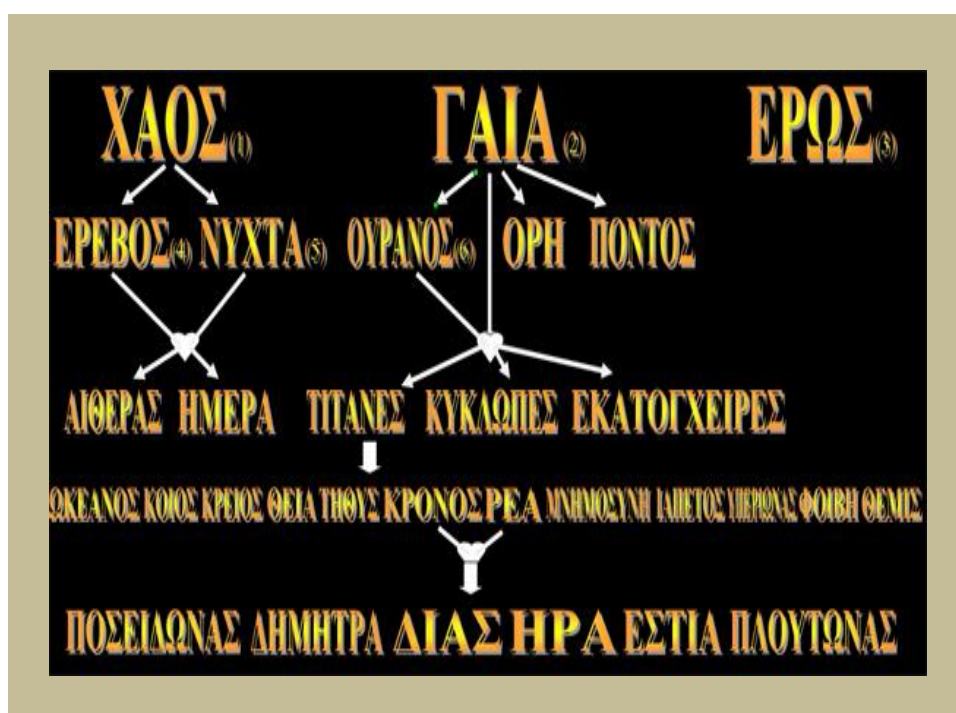 ΧΑΟΣ(1) ΓΑΙΑ(2) ΕΡΩΣ(3)
ΕΡΕΒΟΣ(4) ΝΥΧΤΑ(5) ΟΥΡΑΝΟΣ(6) ΟΡΗ ΠΟΝΤΟΣ
ΑΙΘΕΡΑΣ ΗΜΕΡΑ ΤΙΤΑΝΕΣ ΚΥΚΛΩΠΕΣ ΕΚΑΤΟΓΧΕΙΡΕΣ
ΩΚΕΑΝΟΣ ΚΟΙΟΣ ΚΡΕΙΟΣ ΘΕΙΑ ΤΗΘΥΣ ΚΡΟΝΟΣ ΡΕΑ ΜΝΗΜΟΣΥΝΗ ΙΑΠΕΤΟΣ ΥΠΕΡΙΩΝΑΣ ΦΟΙΒΗ ΘΕΜΙΣ
ΠΟΣΕΙΔΩΝΑΣ ΔΗΜΗΤΡΑ ΔΙΑΣ ΗΡΑ ΕΣΤΙΑ ΠΛΟΥΤΩΝΑΣ